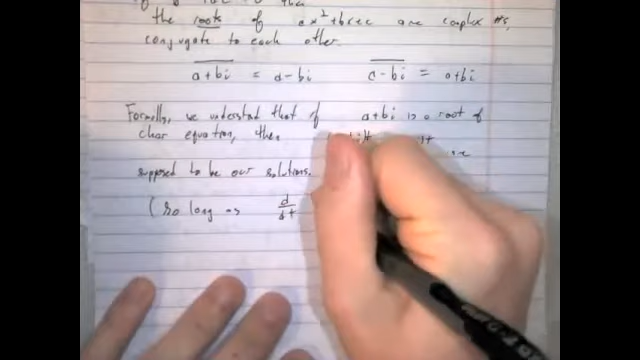 the roots of ax² + bx + c are complex #s,
conjugate to each other.
a+bi = a-bi a-bi = a+bi
Formally, we understand that if a+bi is a root of
char equation, then
supposed to be our solutions.
(so long as d/dt